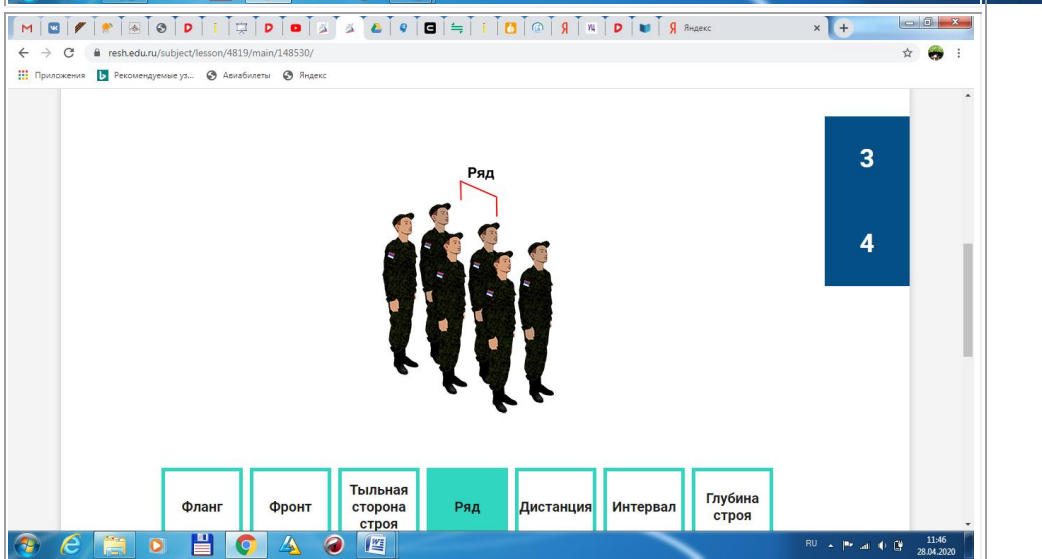 Яндекс
resh.edu.ru/subject/lesson/4819/main/148530/
Приложения Рекомендуемые уз... Авиабилеты Яндекс
Ряд
3
4
Фланг
Фронт
Тыльная
сторона
строя
Ряд
Дистанция
Интервал
Глубина
строя
RU
11:46
28.04.2020